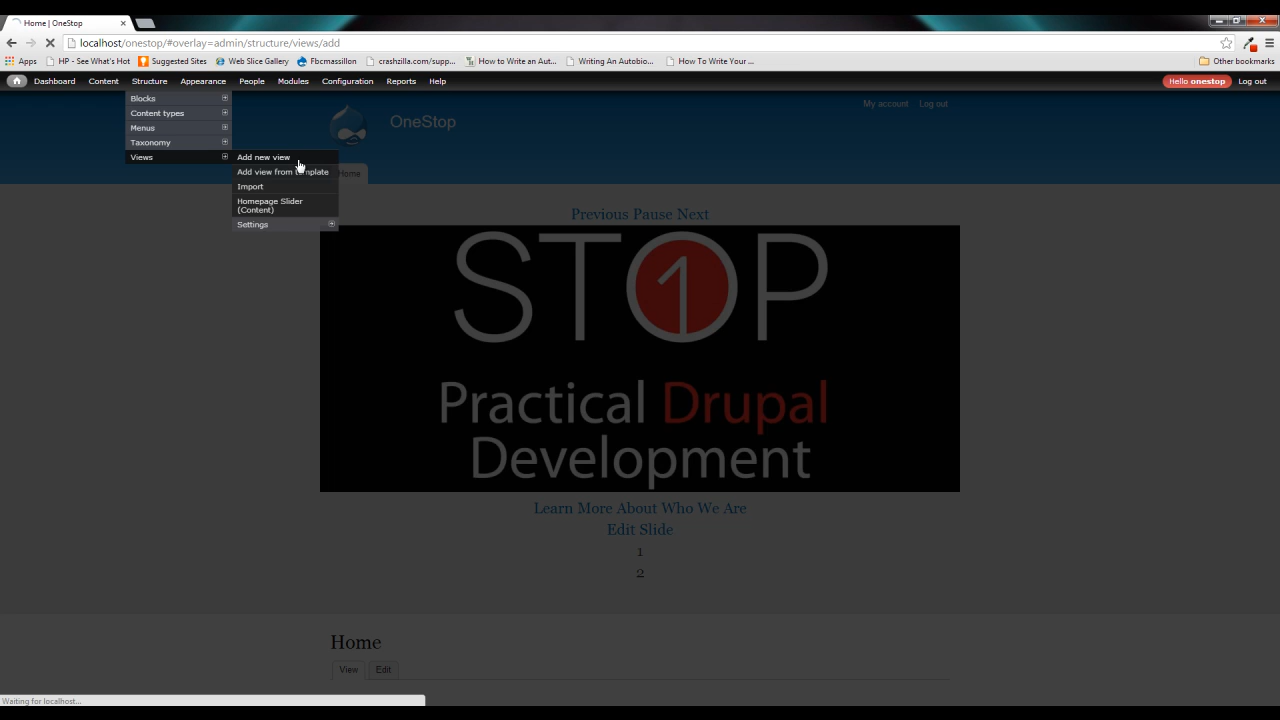 Home | OneStop
localhost/onestop/#overlay=admin/structure/views/add
Apps HP - See What's Hot Suggested Sites Web Slice Gallery Fbcmassillon crashzilla.com/supp... How to Write an Aut... Writing An Autobio... How To Write Your ... Other bookmarks
Dashboard Content Structure Appearance People Modules Configuration Reports Help Hello onestop Log out
Blocks
Content types
Menus
Taxonomy
Views
Add new view
Add view from template
Import
Homepage Slider
(Content)
Settings
My account Log out
OneStop
Home
Previous Pause Next
ST1P
Practical Drupal
Development
Learn More About Who We Are
Edit Slide
1
2
Home
View Edit
Waiting for localhost...